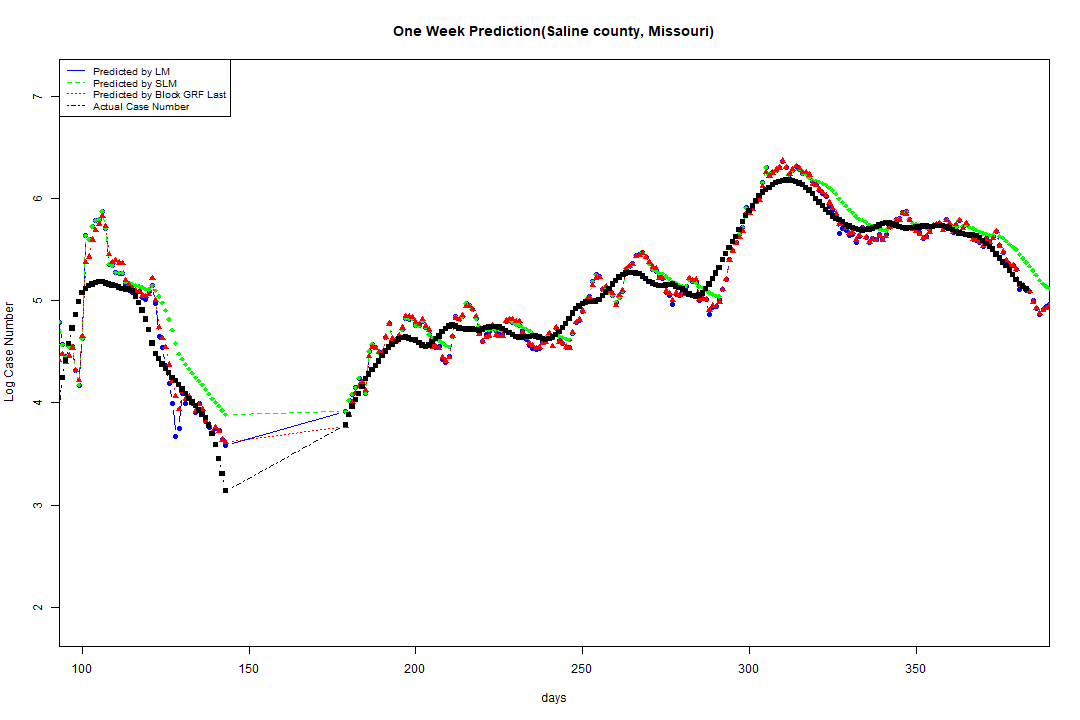 One Week Prediction(Saline county, Missouri)
Predicted by LM
Predicted by SLM
Predicted by Block GRF Last
Actual Case Number
Log Case Number
7
6
5
4
3
2
100 150 200 250 300 350
days